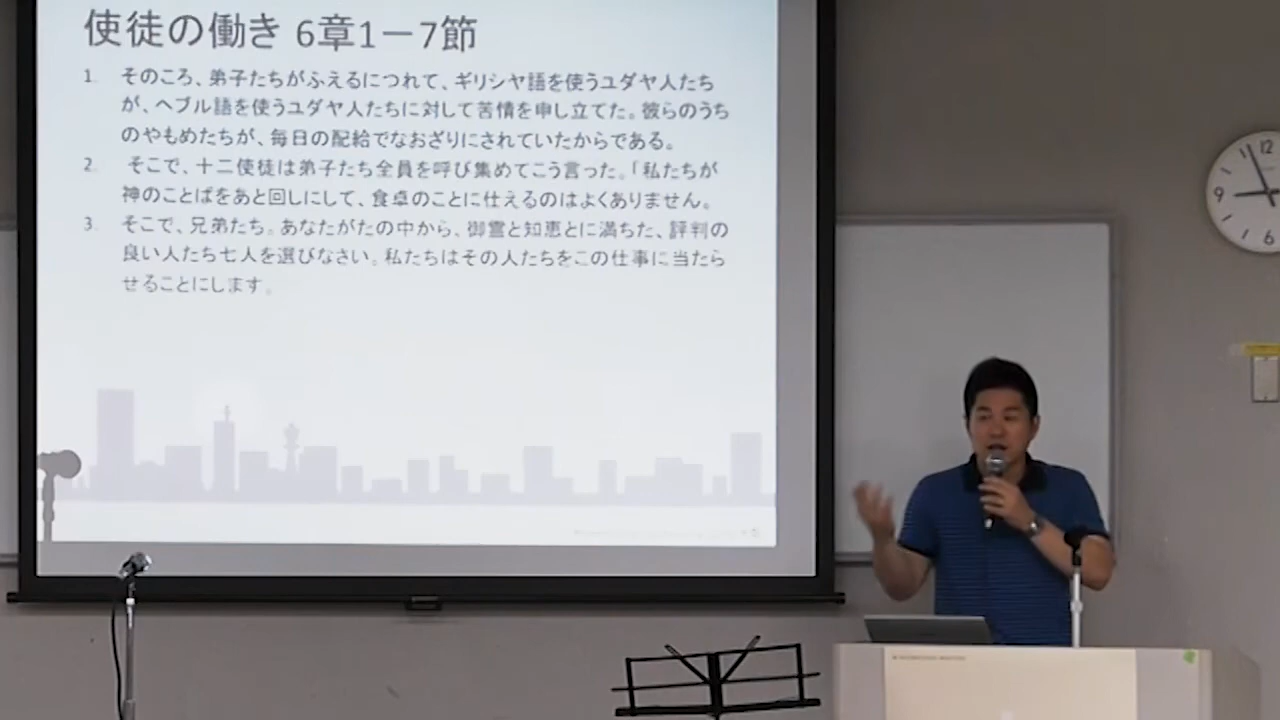 使徒の働き 6章1－7節
1. そのころ、弟子たちがふえるにつれて、ギリシヤ語を使うユダヤ人たち
が、ヘブル語を使うユダヤ人たちに対して苦情を申し立てた。彼らのうち
のやもめたちが、毎日の配給でなおざりにされていたからである。
2. そこで、十二使徒は弟子たち全員を呼び集めてこう言った。「私たちが
神のことばをあと回しにして、食卓のことに仕えるのはよくありません。
3. そこで、兄弟たち。あなたがたの中から、御霊と知恵とに満ちた、評判の
良い人たち七人を選びなさい。私たちはその人たちをこの仕事に当たら
せることにします。
12
9
6